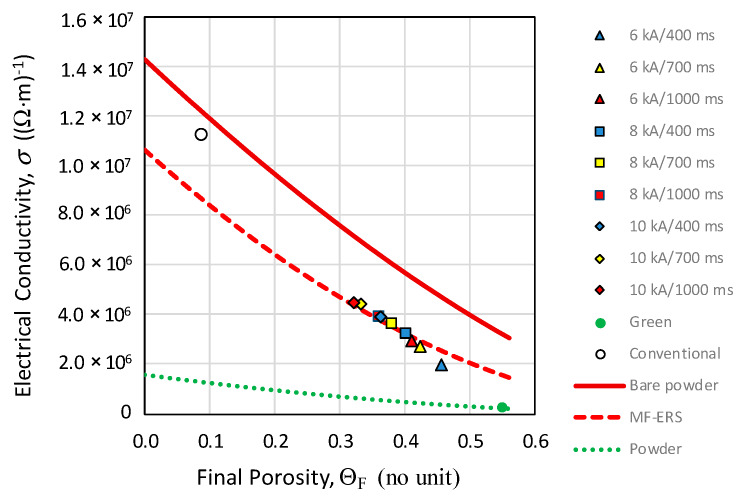 1.6 × 10⁷
1.4 × 10⁷
1.2 × 10⁷
1.0 × 10⁷
8.0 × 10⁶
6.0 × 10⁶
4.0 × 10⁶
2.0 × 10⁶
0
Electrical Conductivity, σ ((Ω·m)⁻¹)
0.0 0.1 0.2 0.3 0.4 0.5 0.6
Final Porosity, Θ_F (no unit)
6 kA/400 ms
6 kA/700 ms
6 kA/1000 ms
8 kA/400 ms
8 kA/700 ms
8 kA/1000 ms
10 kA/400 ms
10 kA/700 ms
10 kA/1000 ms
Green
Conventional
Bare powder
MF-ERS
Powder